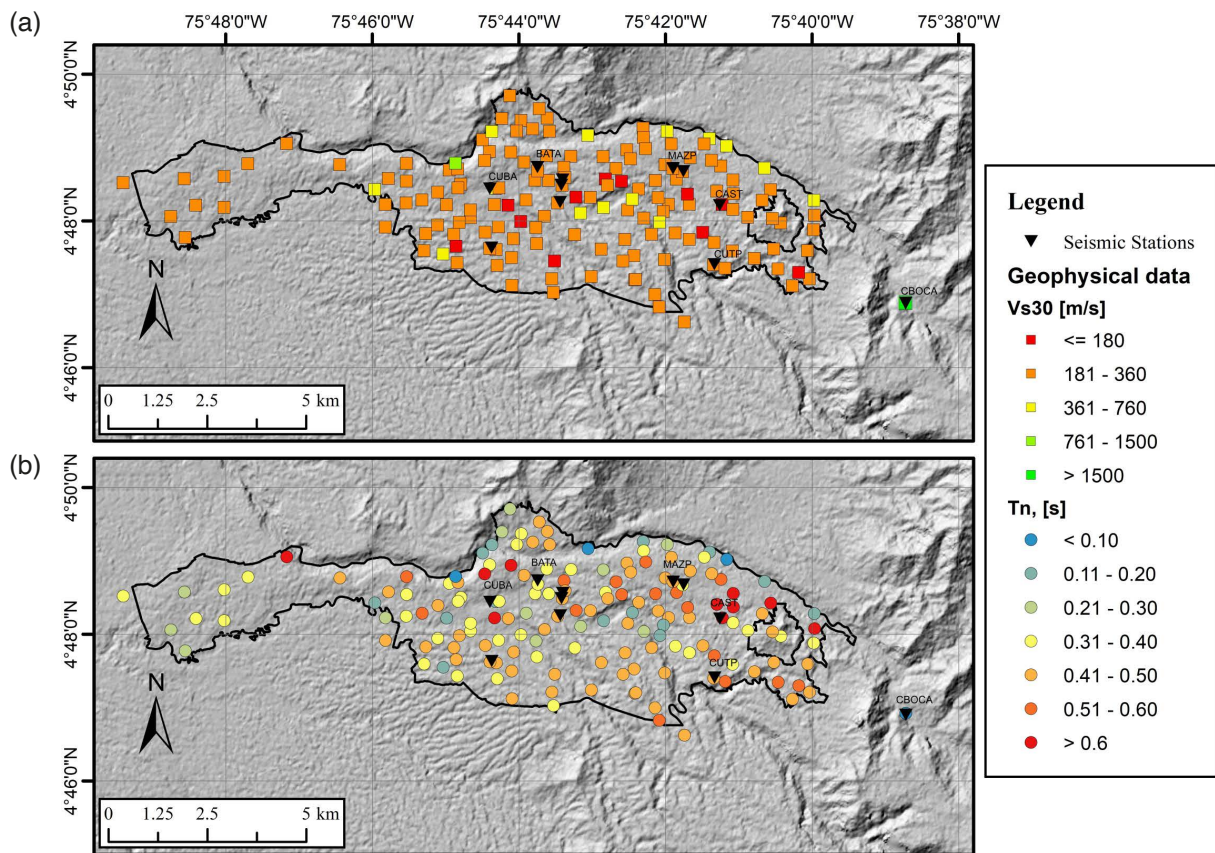 75°48'0"W 75°46'0"W 75°44'0"W 75°42'0"W 75°40'0"W 75°38'0"W
(a)
4°50'0"N
BATA
MAZP
CUBA
CAST
4°48'0"N
CUTP
N
CBOCA
4°46'0"N
0 1.25 2.5 5 km
(b)
4°50'0"N
BATA
MAZP
CUBA
CAST
4°48'0"N
CUTP
N
CBOCA
4°46'0"N
0 1.25 2.5 5 km
Legend
Seismic Stations
Geophysical data
Vs30 [m/s]
<= 180
181 - 360
361 - 760
761 - 1500
> 1500
Tn, [s]
< 0.10
0.11 - 0.20
0.21 - 0.30
0.31 - 0.40
0.41 - 0.50
0.51 - 0.60
> 0.6